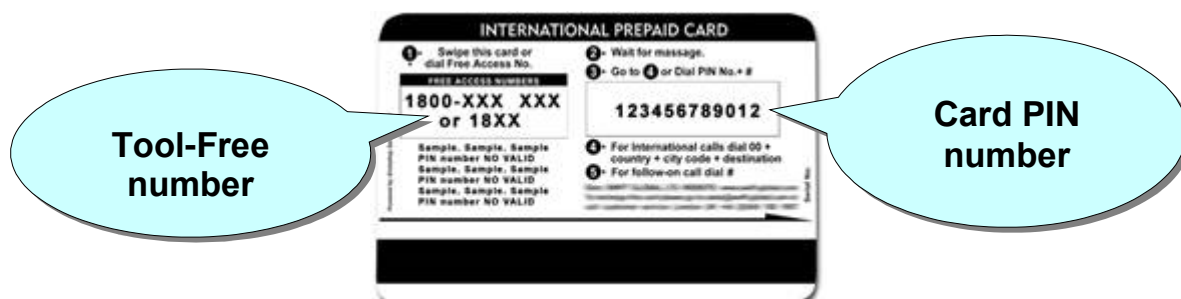 INTERNATIONAL PREPAID CARD
1- Swipe this card or
dial Free Access No.
FREE ACCESS NUMBERS
1800-XXX XXX
or 18XX
Sample. Sample. Sample
PIN number NO VALID
Sample. Sample. Sample
PIN number NO VALID
Sample. Sample. Sample
PIN number NO VALID
2- Wait for massage.
3- Go to 4 or Dial PIN No.+ #
123456789012
4- For International calls dial 00 +
country + city code + destination
5- For follow-on call dial #
Serial No:
Tool-Free
number
Card PIN
number